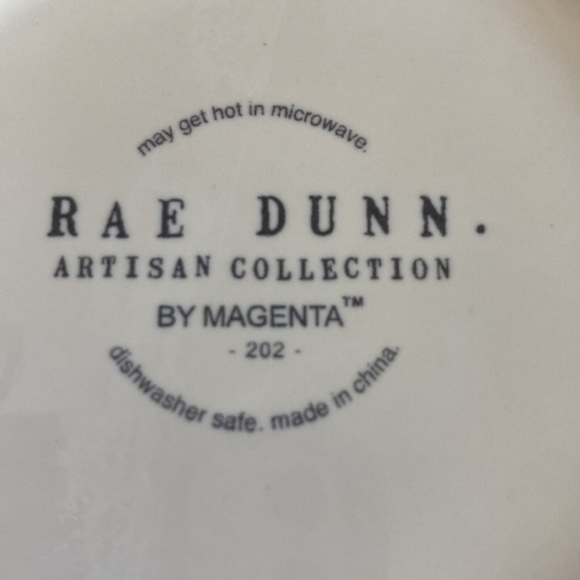 may get hot in microwave.
RAE DUNN.
ARTISAN COLLECTION
BY MAGENTA™
- 202 -
dishwasher safe. made in china.